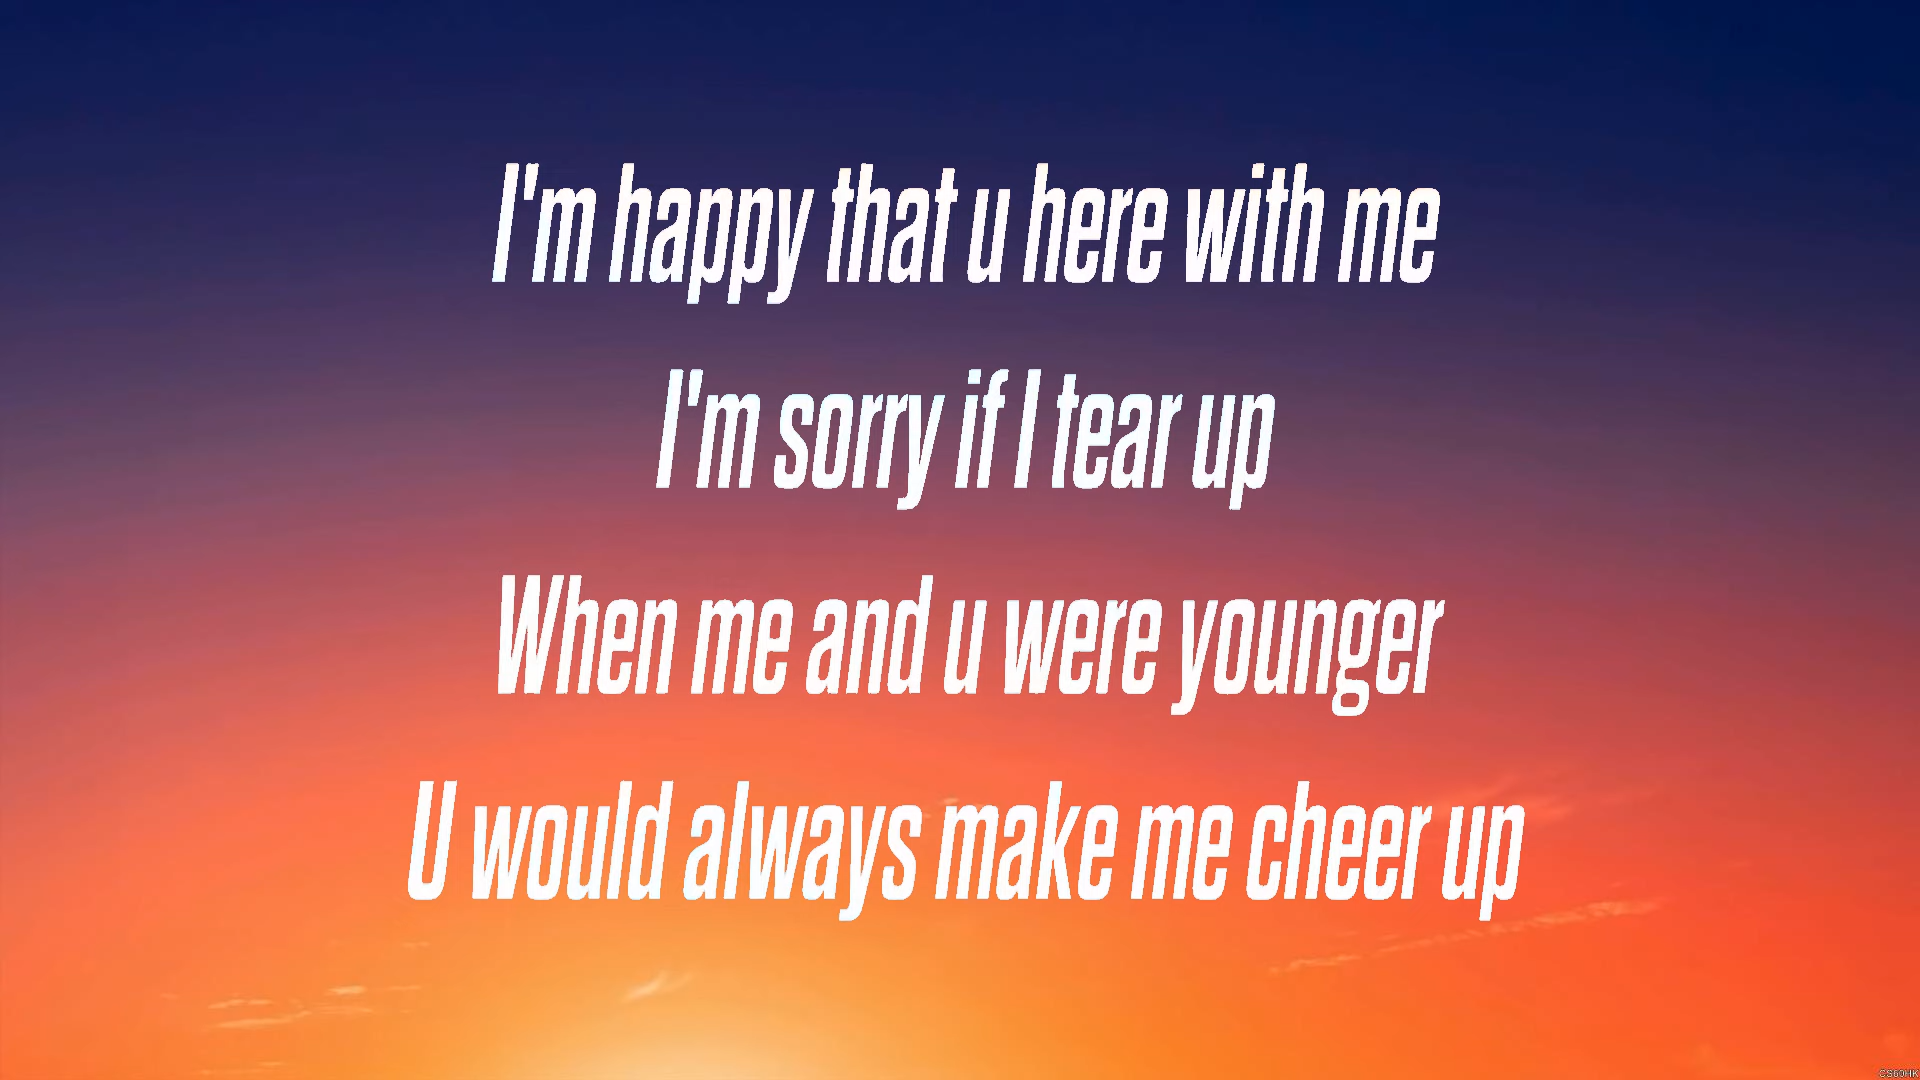 I'm happy that u here with me
I'm sorry if I tear up
When me and u were younger
U would always make me cheer up
CS60HK